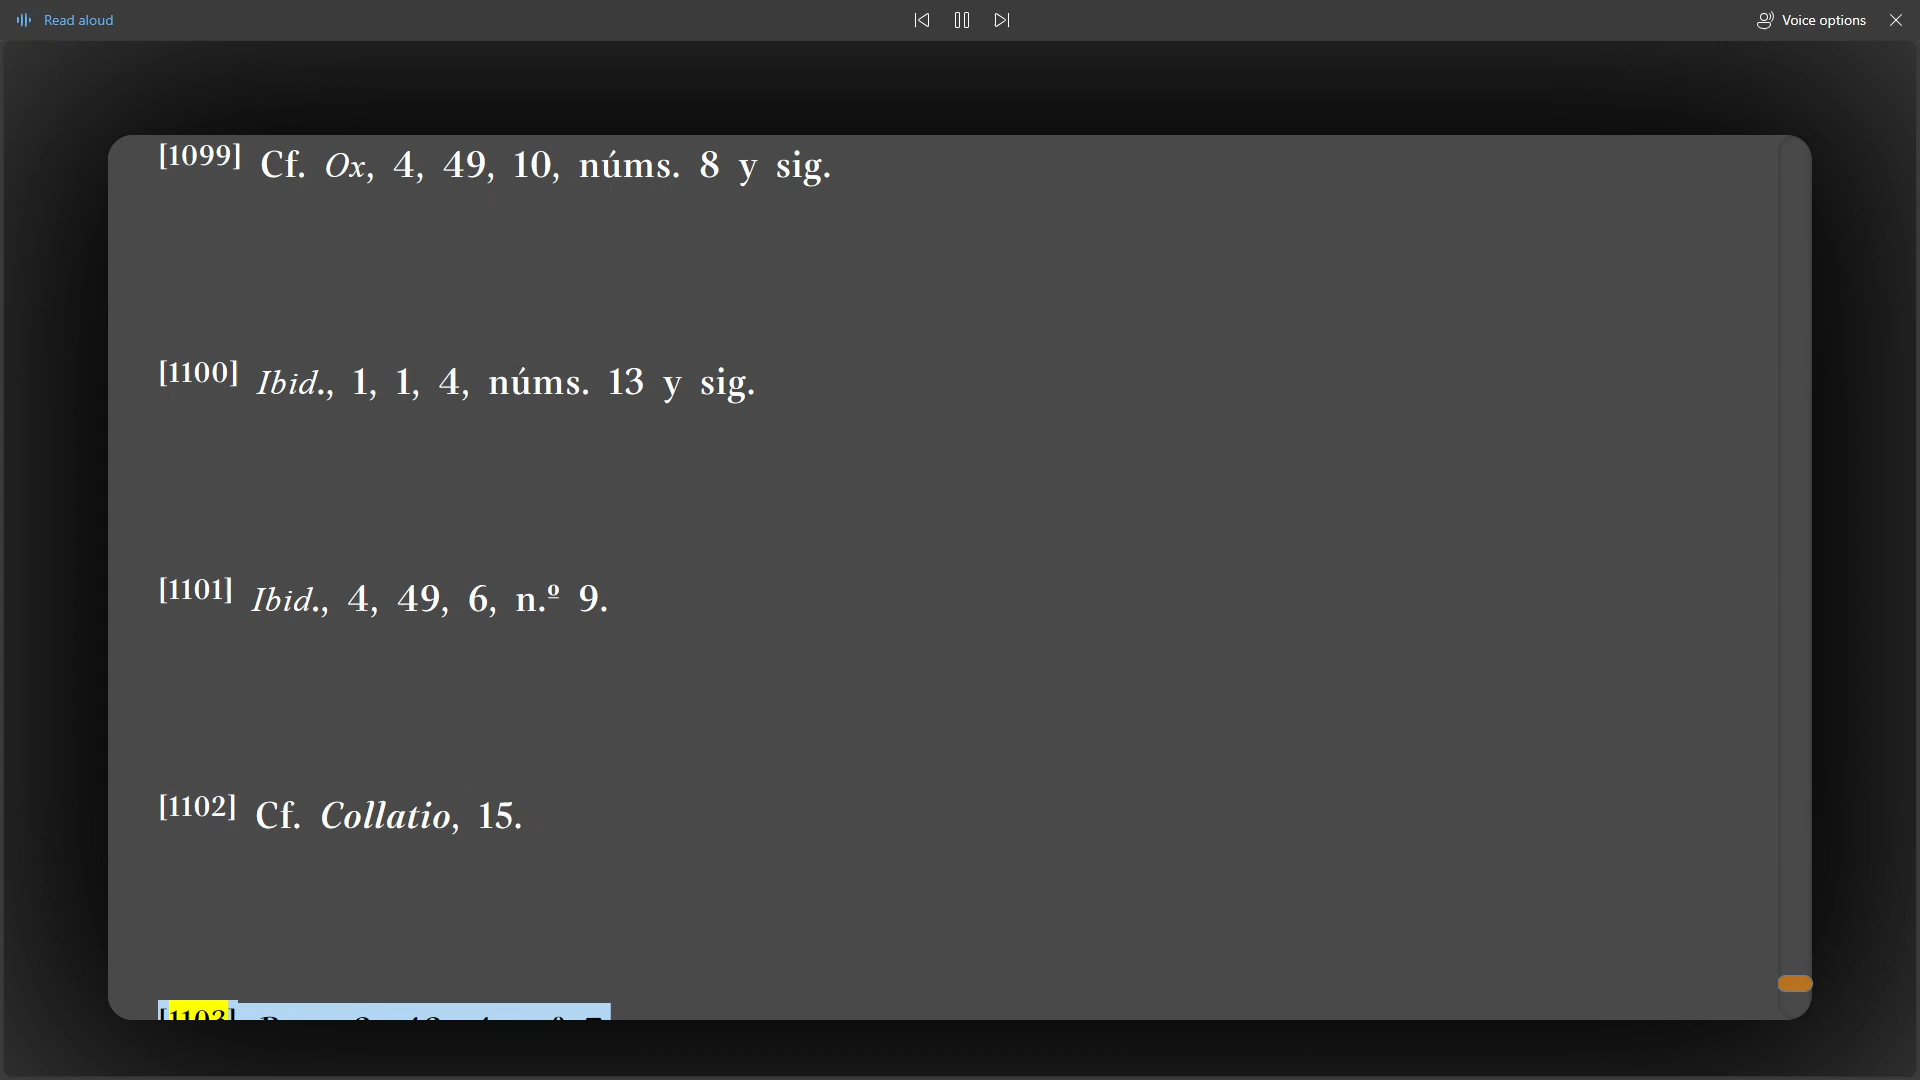 Read aloud
Voice options
[1099] Cf. Ox, 4, 49, 10, núms. 8 y sig.
[1100] Ibid., 1, 1, 4, núms. 13 y sig.
[1101] Ibid., 4, 49, 6, n.º 9.
[1102] Cf. Collatio, 15.
[1103]